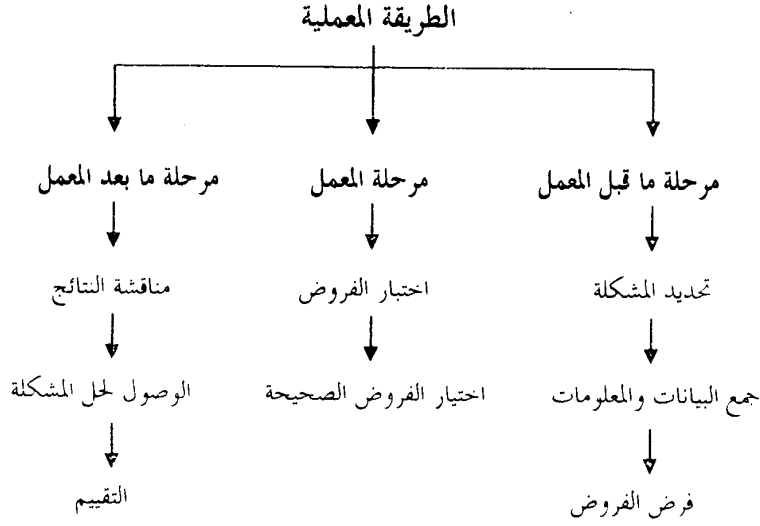 الطريقة المعملية
مرحلة ما قبل المعمل
مرحلة المعمل
مرحلة ما بعد المعمل
تحديد المشكلة
اختبار الفروض
مناقشة النتائج
جمع البيانات والمعلومات
اختيار الفروض الصحيحة
الوصول لحل المشكلة
فرض الفروض
التقييم